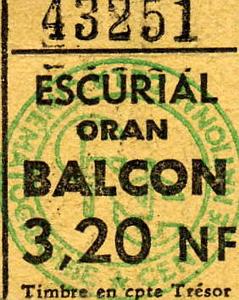 43251
ESCURIAL
ORAN
BALCON
3,20 NF
Timbre en cpte Trésor